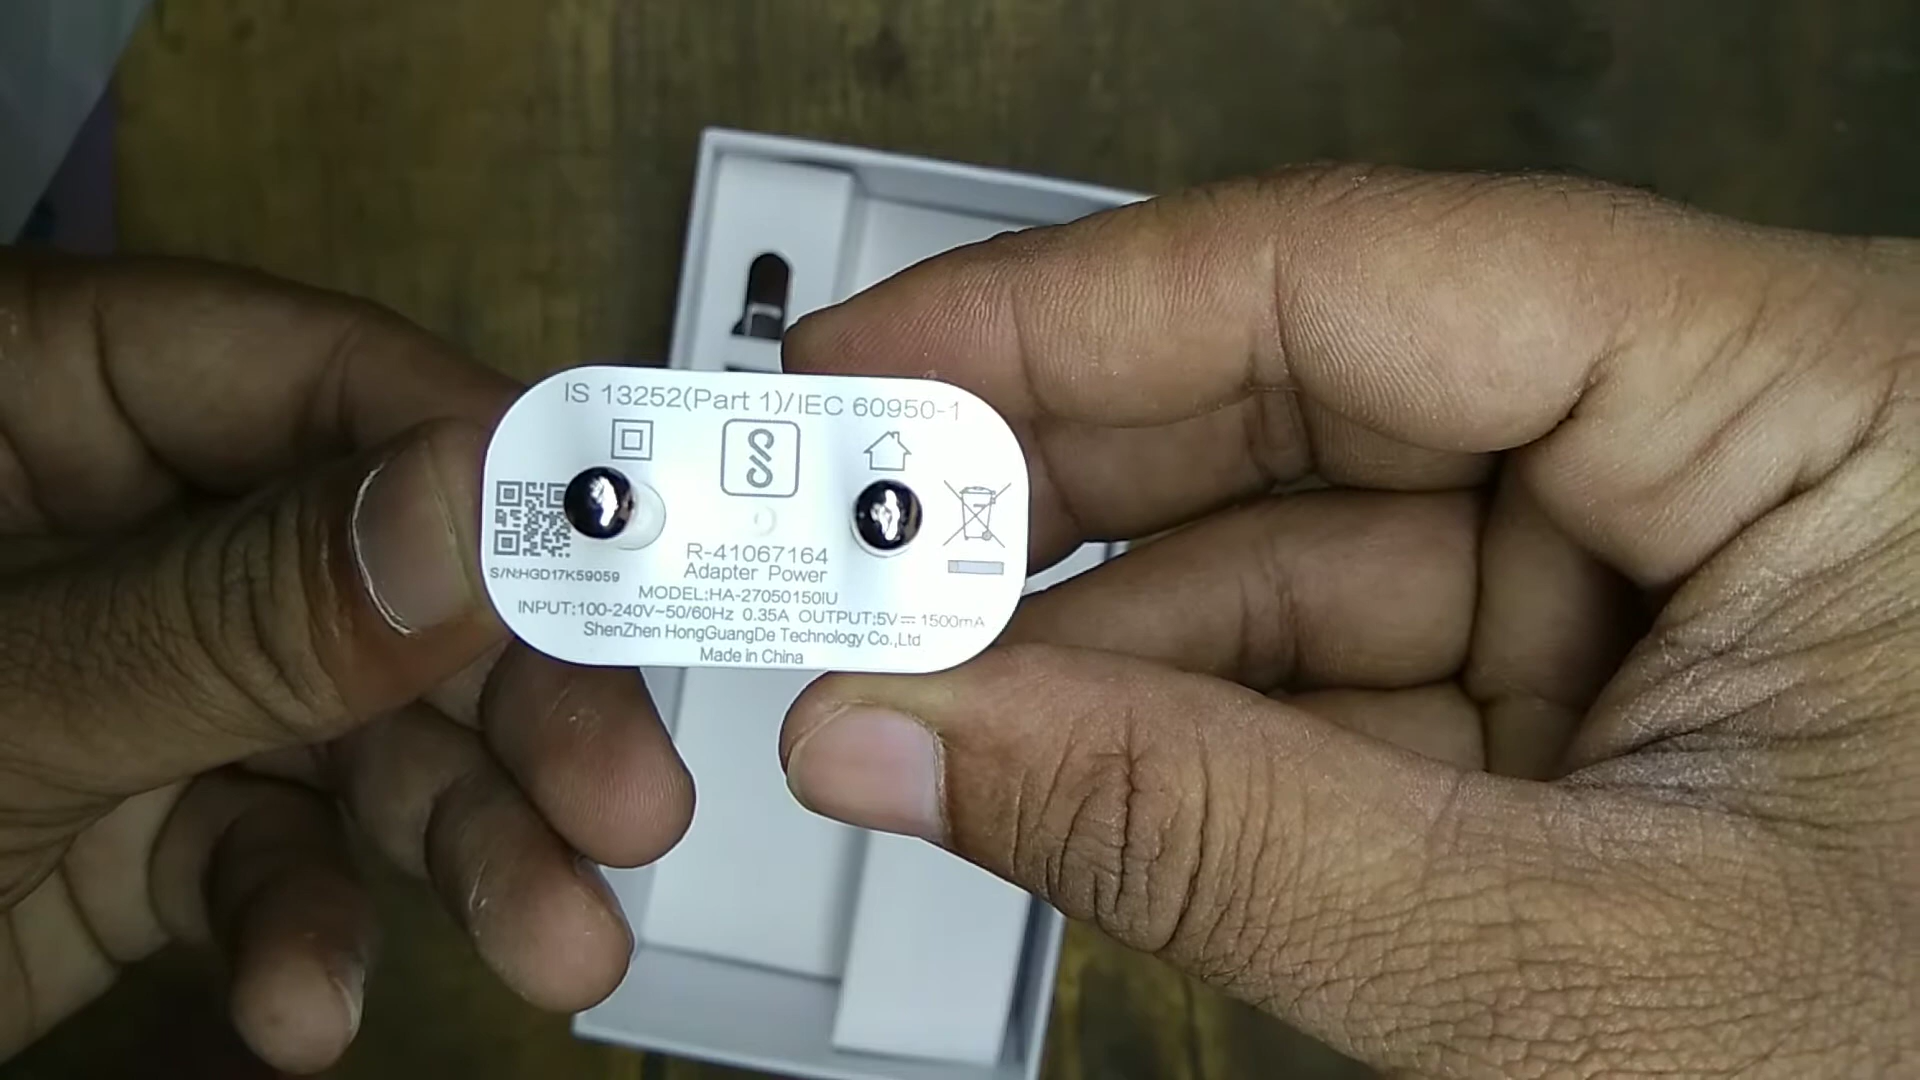 IS 13252(Part 1)/IEC 60950-1
R-41067164
Adapter Power
S/N:HGD17K59059
MODEL:HA-27050150IU
INPUT:100-240V~50/60Hz 0.35A OUTPUT:5V⎓1500mA
ShenZhen HongGuangDe Technology Co.,Ltd
Made in China